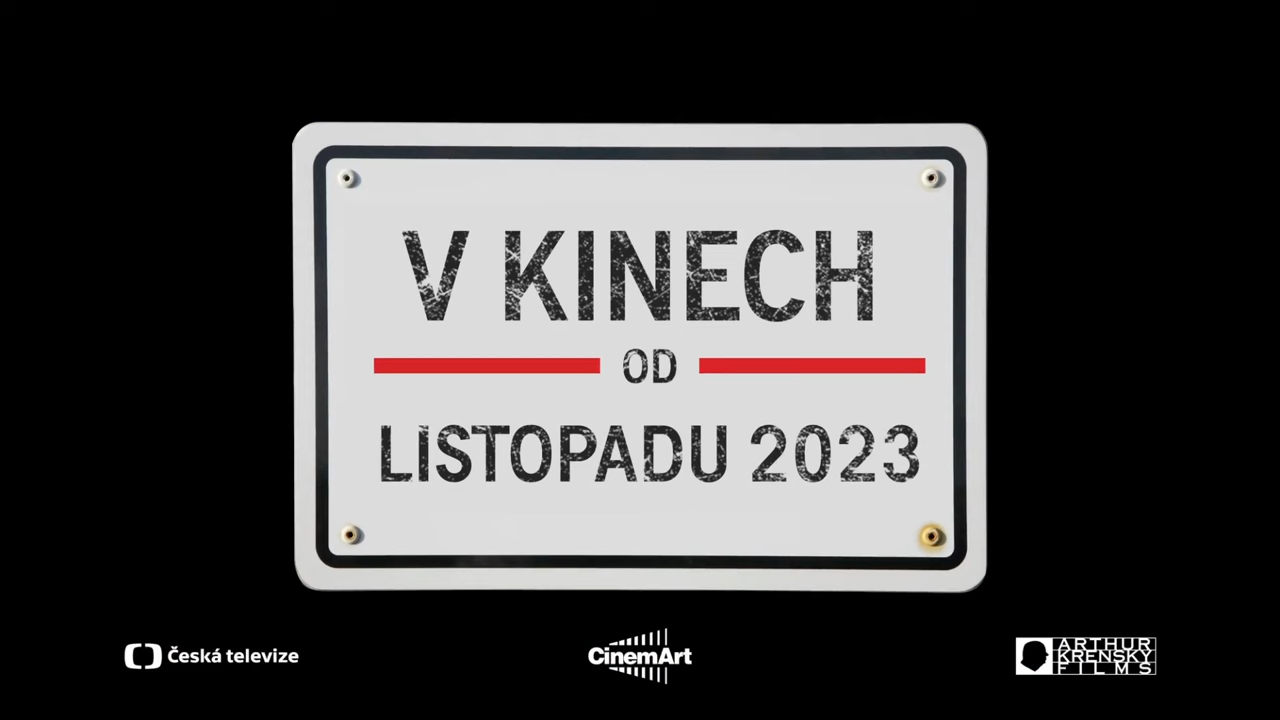 V KINECH
OD
LISTOPADU 2023
Česká televize
CinemArt
ARTHUR
KRENSKY
FILMS